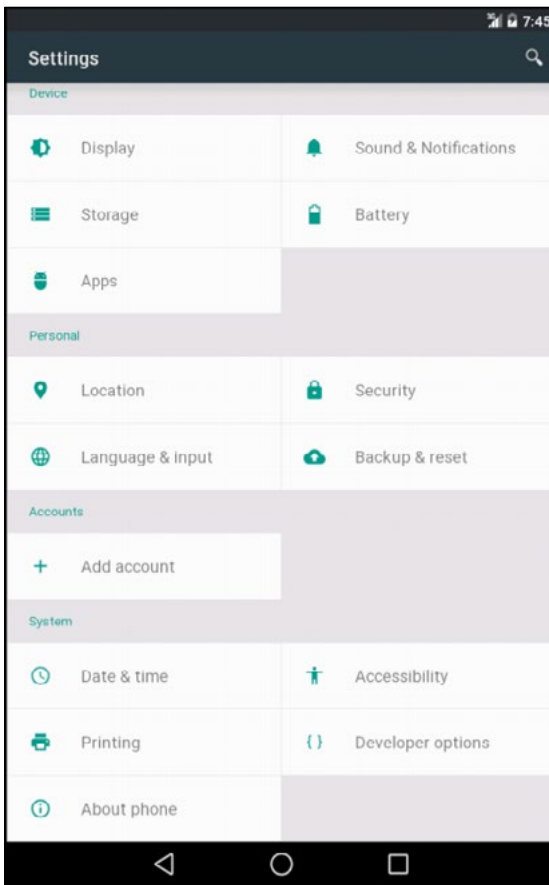 3G 7:45
Settings
Device
Display
Sound & Notifications
Storage
Battery
Apps
Personal
Location
Security
Language & input
Backup & reset
Accounts
Add account
System
Date & time
Accessibility
Printing
{ } Developer options
About phone